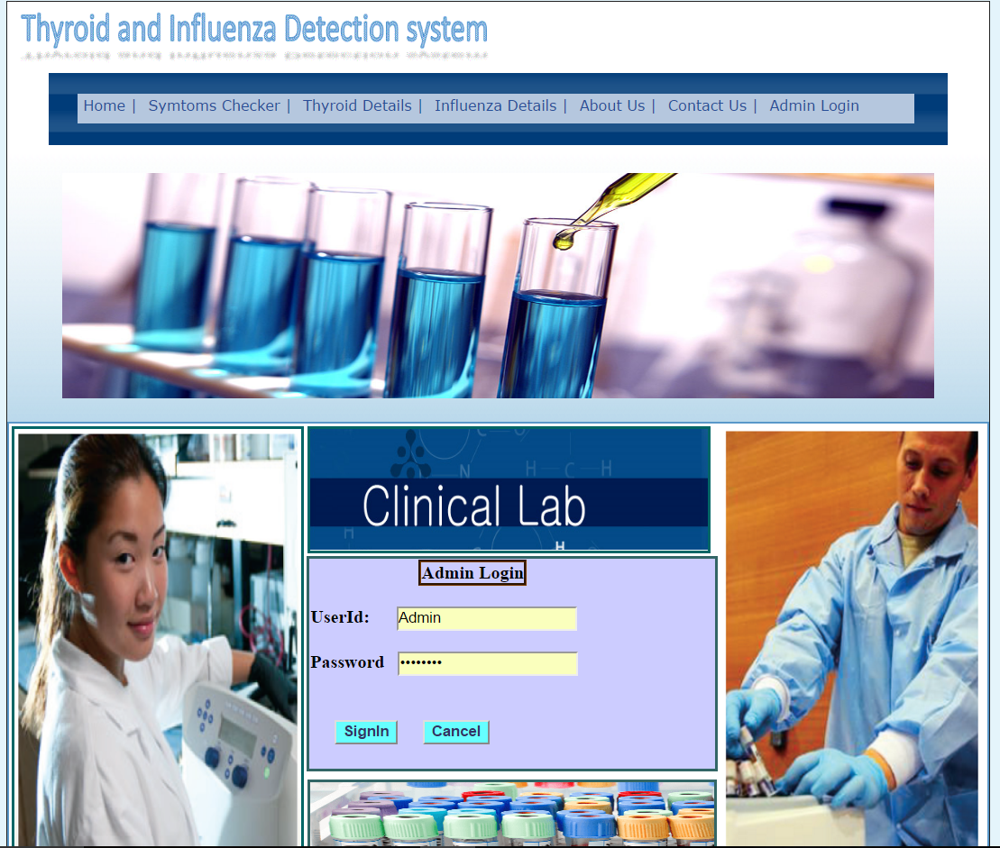 Thyroid and Influenza Detection system
Home | Symtoms Checker | Thyroid Details | Influenza Details | About Us | Contact Us | Admin Login
N H C H
Clinical Lab
H H
Admin Login
UserId: Admin
Password ••••••••
SignIn Cancel